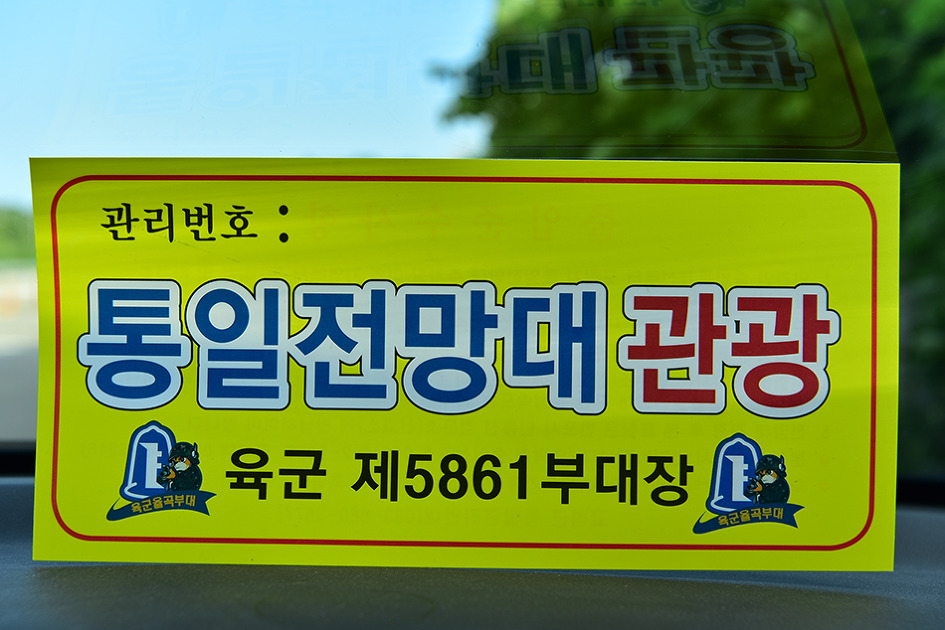 관리번호 :
통일전망대 관광
육군 제5861부대장
육군율곡부대
육군율곡부대